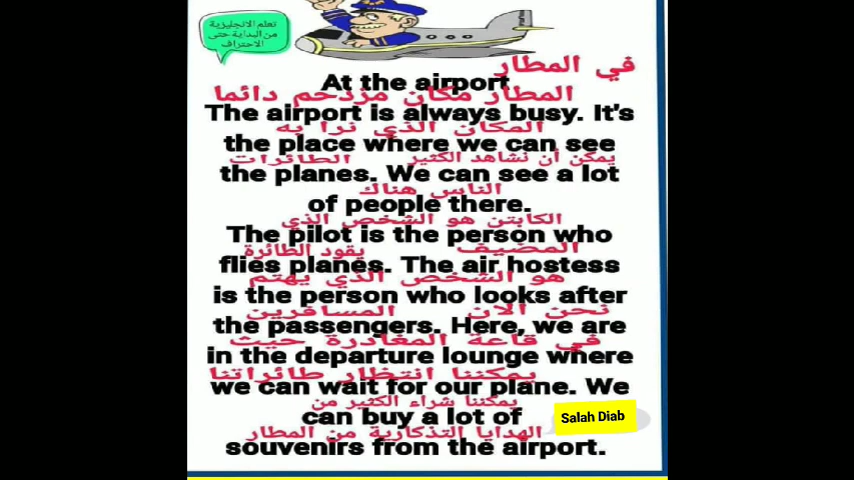 تعلم الانجليزية
من البداية حتى
الاحتراف
في المطار
At the airport
المطار مكان مزدحم دائما
The airport is always busy. It's
المكان الذي نرا به
the place where we can see
يمكن أن نشاهد الكثير الطائرات
the planes. We can see a lot
الناس هناك
of people there.
الكابتن هو الشخص الذي
The pilot is the person who
المضيف يقود الطائرة
flies planes. The air hostess
هو الشخص الذي يهتم
is the person who looks after
نحن الان المسافرين
the passengers. Here, we are
في قاعة المغادرة حيث
in the departure lounge where
يمكننا انتظار طائراتنا
we can wait for our plane. We
يمكننا شراء الكثير من
can buy a lot of
Salah Diab
الهدايا التذكارية من المطار
souvenirs from the airport.